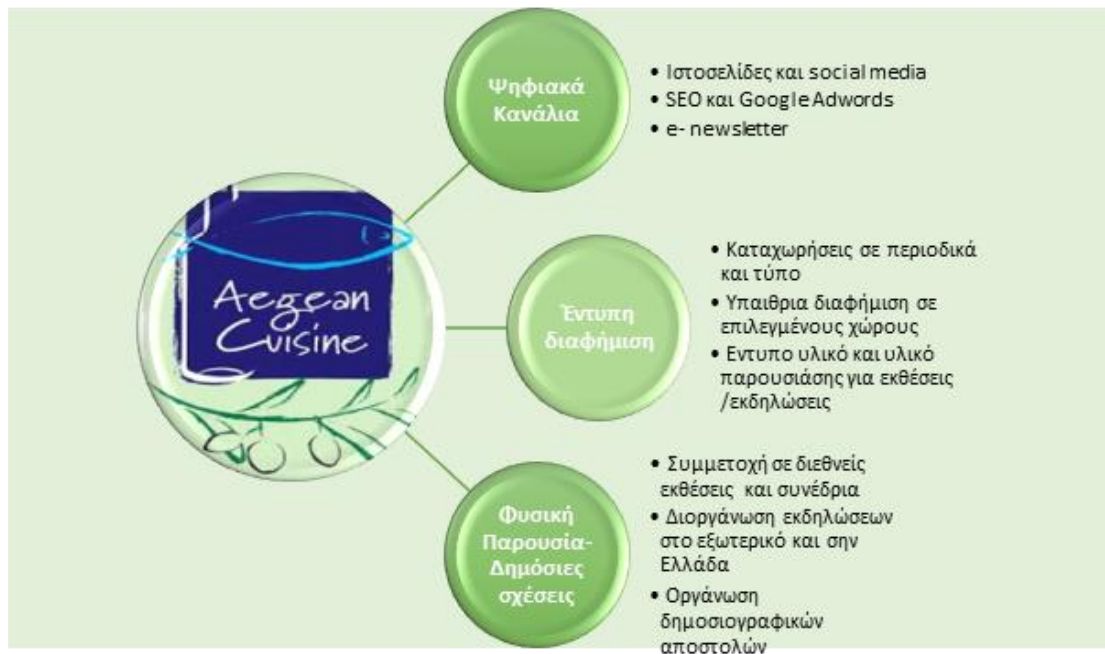 Aegean
Cuisine
Ψηφιακά
Κανάλια
• Ιστοσελίδες και social media
• SEO και Google Adwords
• e- newsletter
Έντυπη
διαφήμιση
• Καταχωρήσεις σε περιοδικά
και τύπο
• Υπαιθρια διαφήμιση σε
επιλεγμένους χώρους
• Εντυπο υλικό και υλικό
παρουσιάσης για εκθέσεις
/εκδηλώσεις
Φυσική
Παρουσία-
Δημόσιες
σχέσεις
• Συμμετοχή σε διεθνείς
εκθέσεις και συνέδρια
• Διοργάνωση εκδηλώσεων
στο εξωτερικό και σην
Ελλάδα
• Οργάνωση
δημοσιογραφικών
αποστολών